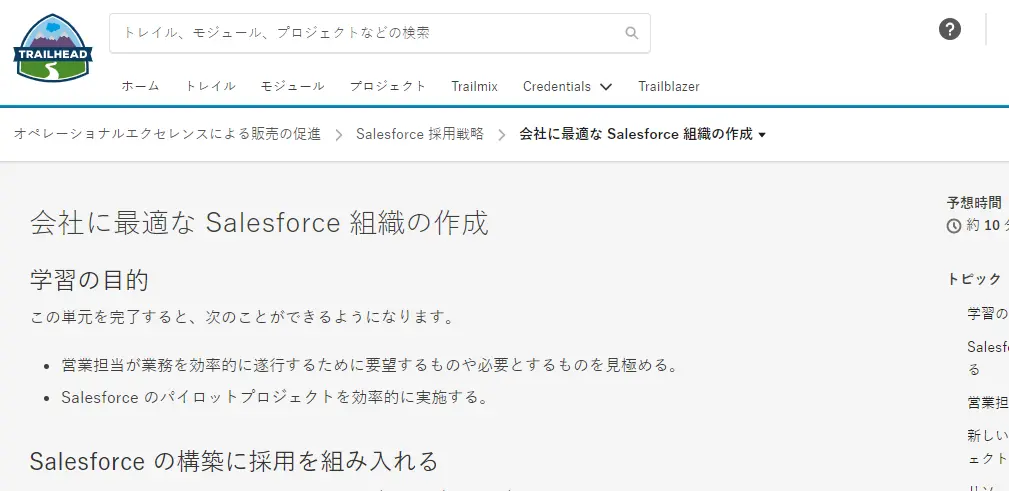 TRAILHEAD
トレイル、モジュール、プロジェクトなどの検索
?
ホーム トレイル モジュール プロジェクト Trailmix Credentials Trailblazer
オペレーショナルエクセレンスによる販売の促進 Salesforce 採用戦略 会社に最適な Salesforce 組織の作成
会社に最適な Salesforce 組織の作成
学習の目的
この単元を完了すると、次のことができるようになります。
• 営業担当が業務を効率的に遂行するために要望するものや必要とするものを見極める。
• Salesforce のパイロットプロジェクトを効率的に実施する。
Salesforce の構築に採用を組み入れる
予想時間
約 10
トピック
学習の
Salesf
る
営業担
新しい
ェクト